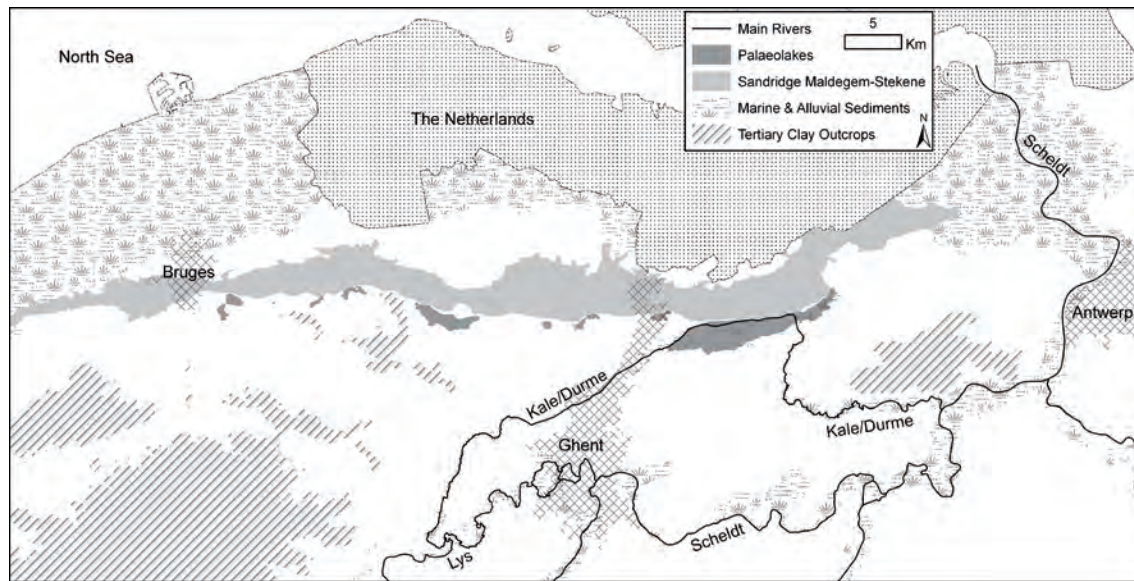 North Sea
5
Km
Main Rivers
Palaeolakes
Sandridge Maldegem-Stekene
Marine & Alluvial Sediments
Tertiary Clay Outcrops
N
The Netherlands
Scheldt
Bruges
Antwerp
Kale/Durme
Kale/Durme
Ghent
Scheldt
Lys